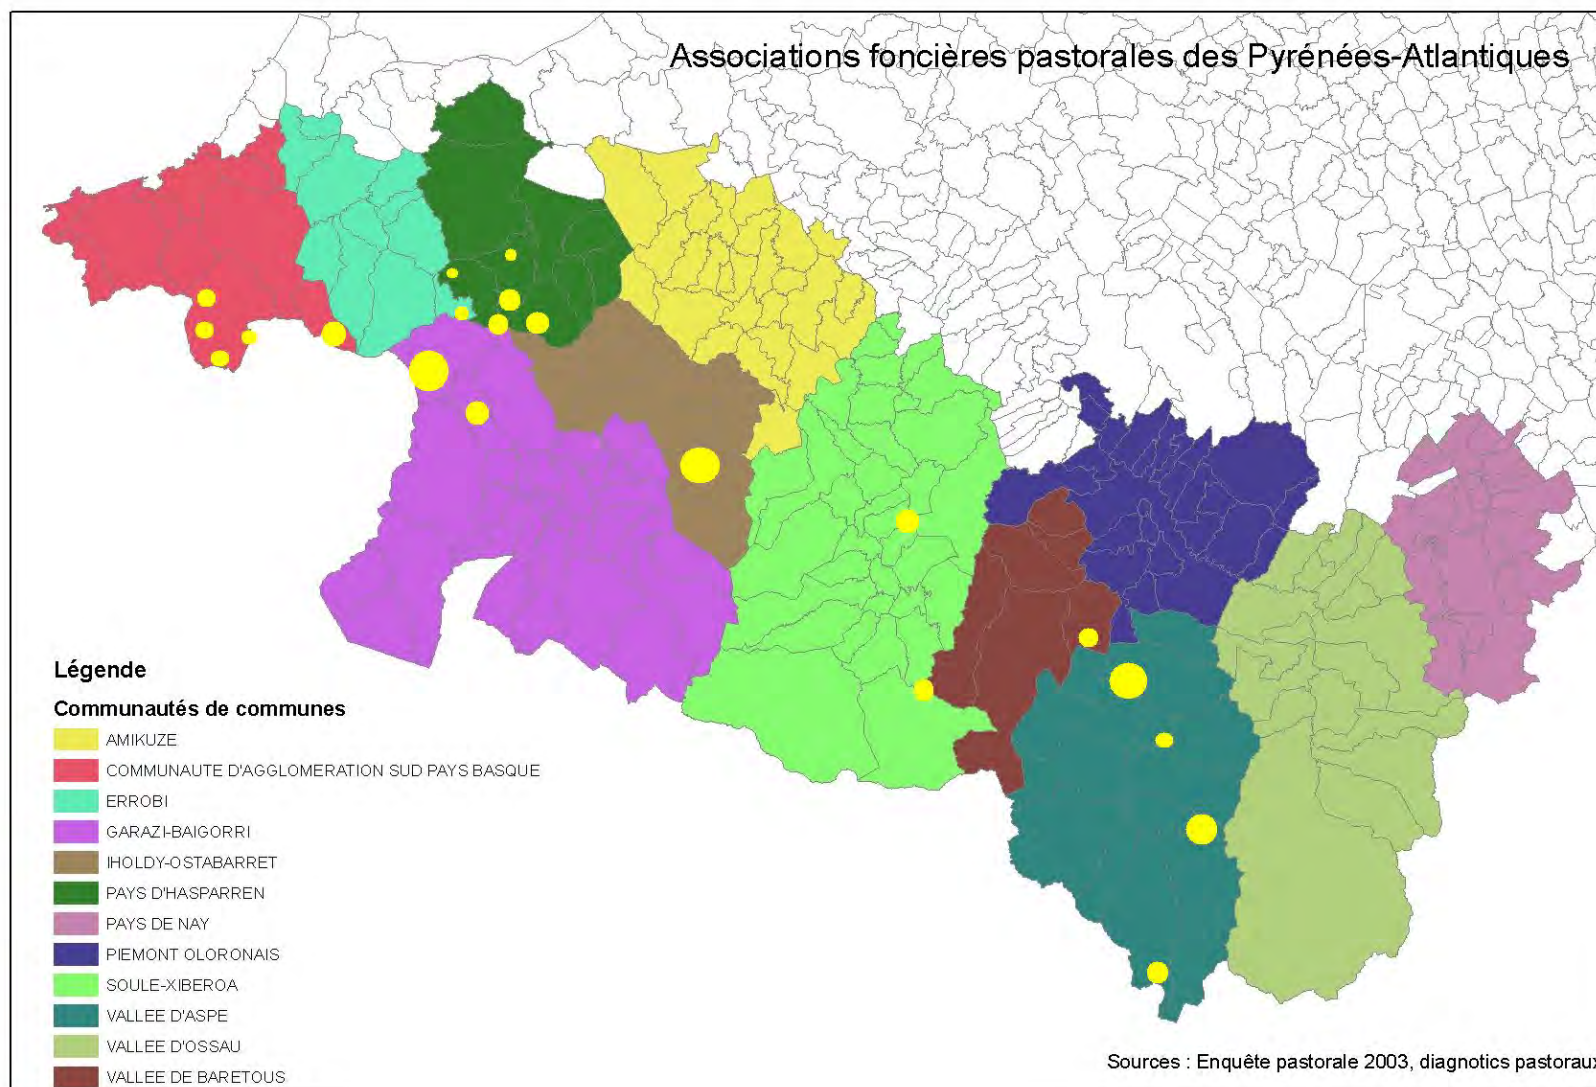 Associations foncières pastorales des Pyrénées-Atlantiques
Légende
Communautés de communes
AMIKUZE
COMMUNAUTE D'AGGLOMERATION SUD PAYS BASQUE
ERROBI
GARAZI-BAIGORRI
IHOLDY-OSTABARRET
PAYS D'HASPARREN
PAYS DE NAY
PIEMONT OLORONAIS
SOULE-XIBEROA
VALLEE D'ASPE
VALLEE D'OSSAU
VALLEE DE BARETOUS
Sources : Enquête pastorale 2003, diagnotics pastoraux